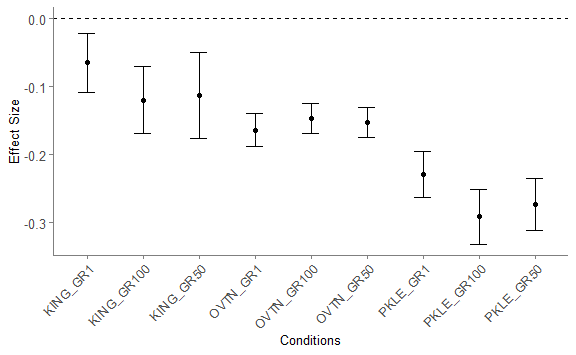 0.0
-0.1
-0.2
-0.3
Effect Size
KING_GR1
KING_GR100
KING_GR50
OVTN_GR1
OVTN_GR100
OVTN_GR50
PKLE_GR1
PKLE_GR100
PKLE_GR50
Conditions